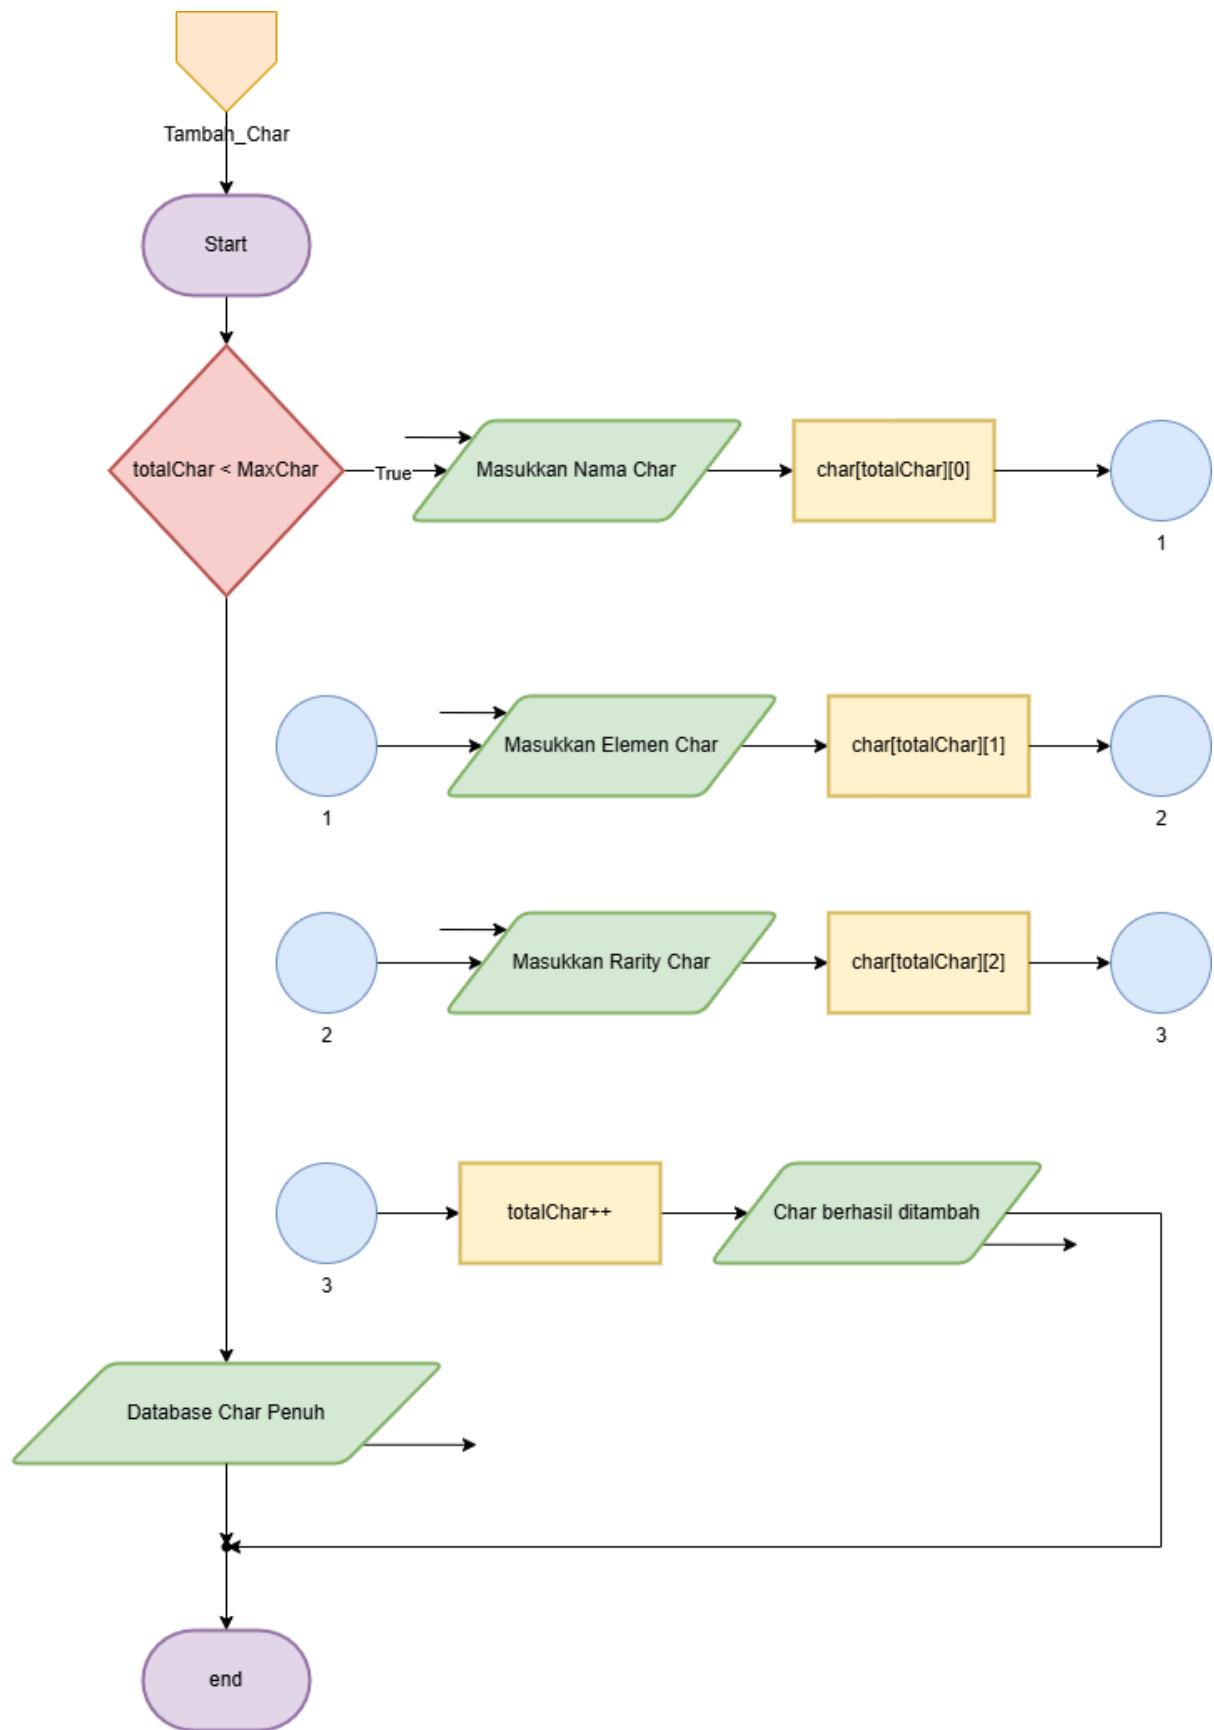 Tambah_Char
Start
totalChar < MaxChar
True
Masukkan Nama Char
char[totalChar][0]
1
1
Masukkan Elemen Char
char[totalChar][1]
2
2
Masukkan Rarity Char
char[totalChar][2]
3
3
totalChar++
Char berhasil ditambah
Database Char Penuh
end